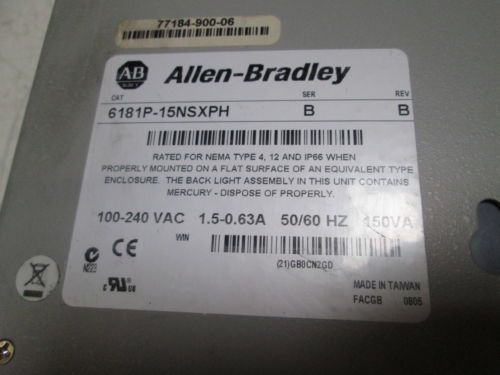 77184-900-06
AB
Allen-Bradley
CAT SER REV
6181P-15NSXPH B B
RATED FOR NEMA TYPE 4, 12 AND IP66 WHEN
PROPERLY MOUNTED ON A FLAT SURFACE OF AN EQUIVALENT TYPE
ENCLOSURE. THE BACK LIGHT ASSEMBLY IN THIS UNIT CONTAINS
MERCURY - DISPOSE OF PROPERLY.
100-240 VAC 1.5-0.63A 50/60 HZ 150VA
WIN
N223 CE
(21)GB0CN2GD
c UL us
MADE IN TAIWAN
FACGB 0805